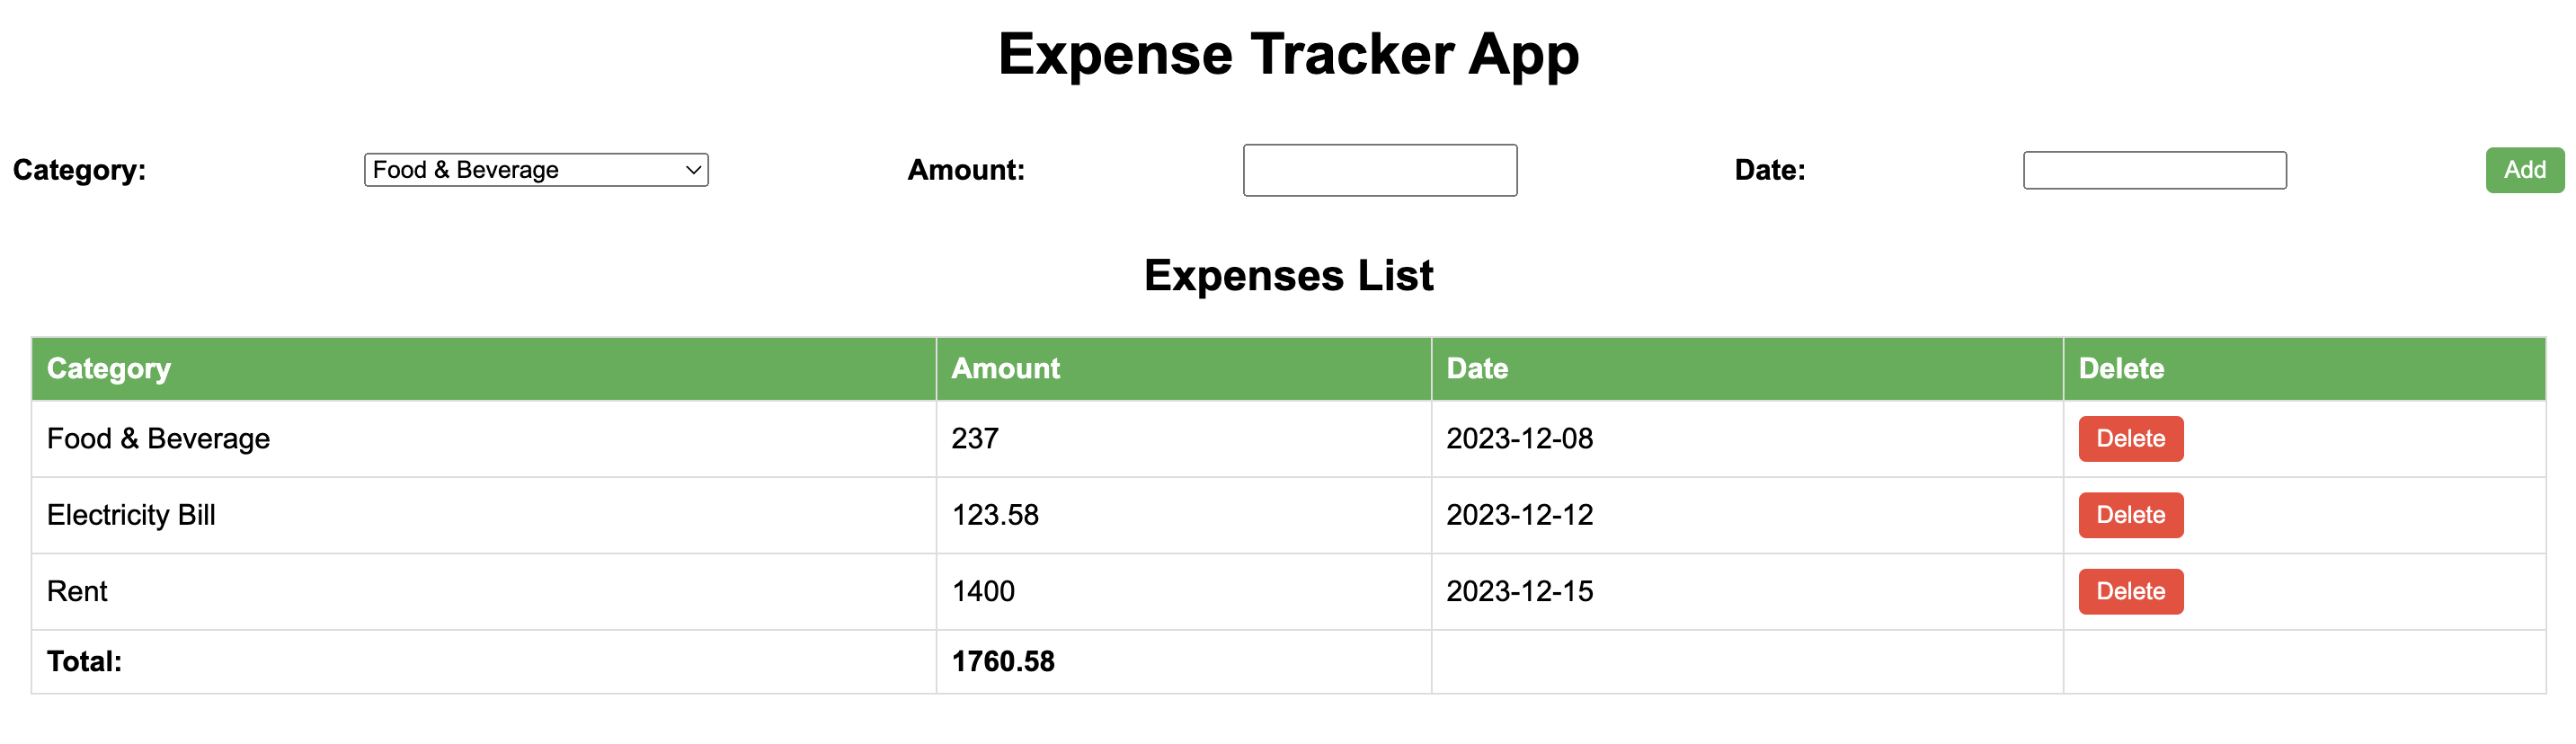 Expense Tracker App
Category: Food & Beverage Amount: Date: Add
Expenses List
Category Amount Date Delete
Food & Beverage 237 2023-12-08 Delete
Electricity Bill 123.58 2023-12-12 Delete
Rent 1400 2023-12-15 Delete
Total: 1760.58